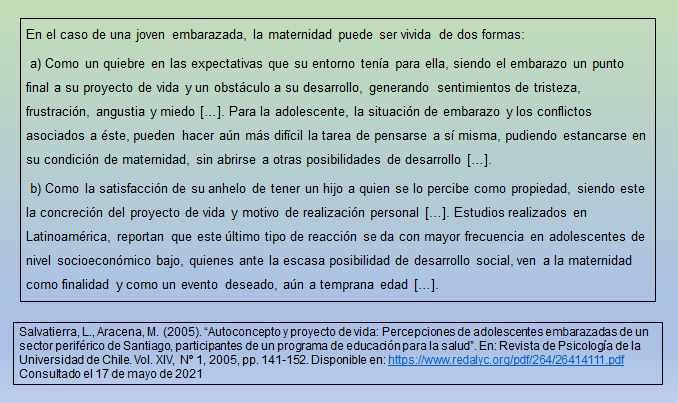 En el caso de una joven embarazada, la maternidad puede ser vivida de dos formas:
a) Como un quiebre en las expectativas que su entorno tenía para ella, siendo el embarazo un punto
final a su proyecto de vida y un obstáculo a su desarrollo, generando sentimientos de tristeza,
frustración, angustia y miedo […]. Para la adolescente, la situación de embarazo y los conflictos
asociados a éste, pueden hacer aún más difícil la tarea de pensarse a sí misma, pudiendo estancarse en
su condición de maternidad, sin abrirse a otras posibilidades de desarrollo […].
b) Como la satisfacción de su anhelo de tener un hijo a quien se lo percibe como propiedad, siendo este
la concreción del proyecto de vida y motivo de realización personal […]. Estudios realizados en
Latinoamérica, reportan que este último tipo de reacción se da con mayor frecuencia en adolescentes de
nivel socioeconómico bajo, quienes ante la escasa posibilidad de desarrollo social, ven a la maternidad
como finalidad y como un evento deseado, aún a temprana edad […].
Salvatierra, L., Aracena, M. (2005). “Autoconcepto y proyecto de vida: Percepciones de adolescentes embarazadas de un
sector periférico de Santiago, participantes de un programa de educación para la salud”. En: Revista de Psicología de la
Universidad de Chile. Vol. XIV, N° 1, 2005, pp. 141-152. Disponible en: https://www.redalyc.org/pdf/264/26414111.pdf
Consultado el 17 de mayo de 2021